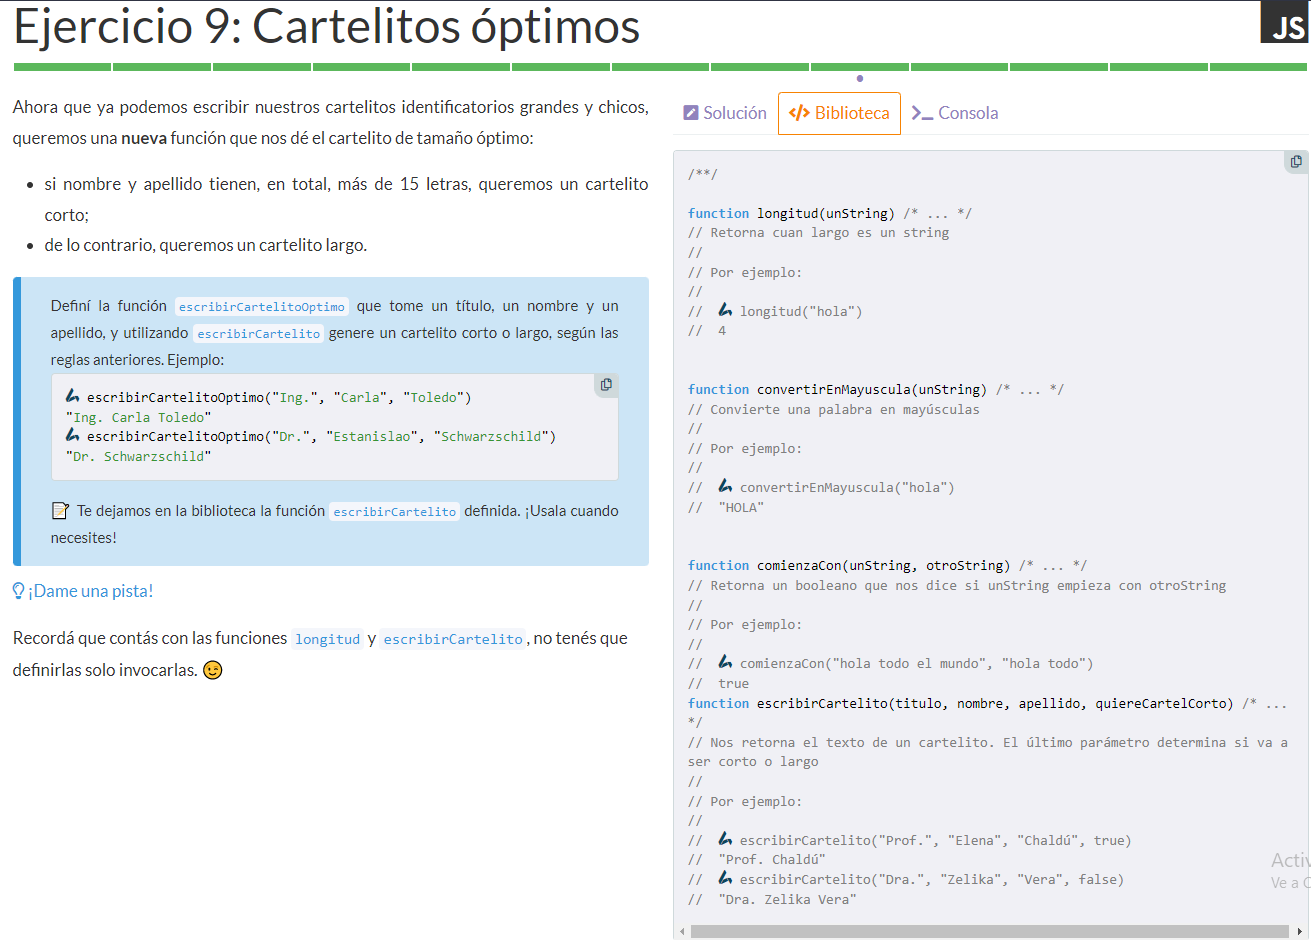 Ejercicio 9: Cartelitos óptimos
JS
Ahora que ya podemos escribir nuestros cartelitos identificatorios grandes y chicos,
queremos una nueva función que nos dé el cartelito de tamaño óptimo:
• si nombre y apellido tienen, en total, más de 15 letras, queremos un cartelito
corto;
• de lo contrario, queremos un cartelito largo.
Definí la función escribirCartelitoOptimo que tome un título, un nombre y un
apellido, y utilizando escribirCartelito genere un cartelito corto o largo, según las
reglas anteriores. Ejemplo:
escribirCartelitoOptimo("Ing.", "Carla", "Toledo")
"Ing. Carla Toledo"
escribirCartelitoOptimo("Dr.", "Estanislao", "Schwarzschild")
"Dr. Schwarzschild"
Te dejamos en la biblioteca la función escribirCartelito definida. ¡Usala cuando
necesites!
¡Dame una pista!
Recordá que contás con las funciones longitud y escribirCartelito, no tenés que
definirlas solo invocarlas.
Solución
</> Biblioteca
>_ Consola
/**/
function longitud(unString) /* ... */
// Retorna cuan largo es un string
//
// Por ejemplo:
//
// longitud("hola")
// 4
function convertirEnMayuscula(unString) /* ... */
// Convierte una palabra en mayúsculas
//
// Por ejemplo:
//
// convertirEnMayuscula("hola")
// "HOLA"
function comienzaCon(unString, otroString) /* ... */
// Retorna un booleano que nos dice si unString empieza con otroString
//
// Por ejemplo:
//
// comienzaCon("hola todo el mundo", "hola todo")
// true
function escribirCartelito(titulo, nombre, apellido, quiereCartelCorto) /* ...
*/
// Nos retorna el texto de un cartelito. El último parámetro determina si va a
ser corto o largo
//
// Por ejemplo:
//
// escribirCartelito("Prof.", "Elena", "Chaldú", true)
// "Prof. Chaldú"
// escribirCartelito("Dra.", "Zelika", "Vera", false)
// "Dra. Zelika Vera"
Activ
Ve a C